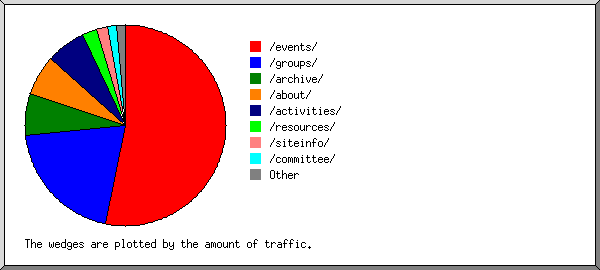 /events/
/groups/
/archive/
/about/
/activities/
/resources/
/siteinfo/
/committee/
Other
The wedges are plotted by the amount of traffic.